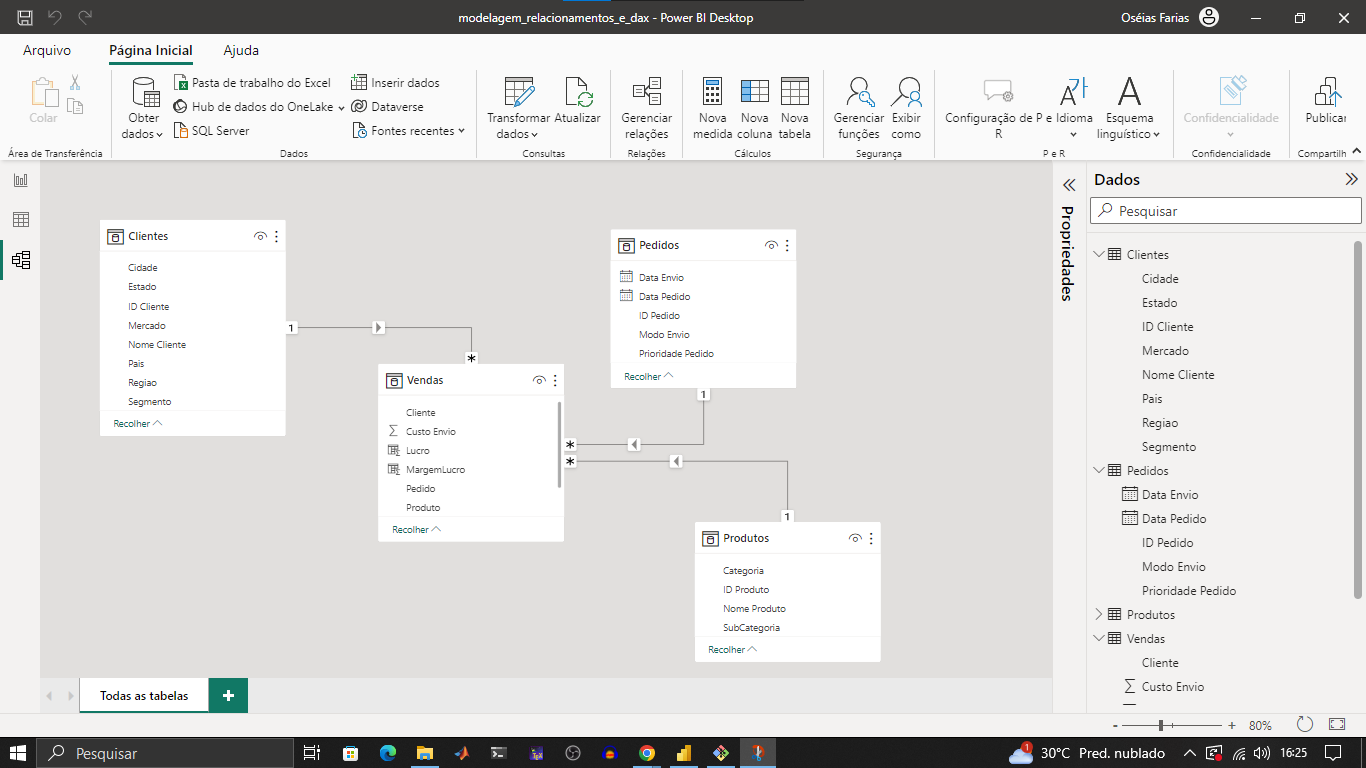 modelagem_relacionamentos_e_dax - Power BI Desktop
Oséias Farias
Arquivo
Página Inicial
Ajuda
Colar
Área de Transferência
Obter dados
Pasta de trabalho do Excel
Hub de dados do OneLake
SQL Server
Inserir dados
Dataverse
Fontes recentes
Dados
Transformar dados
Atualizar
Consultas
Gerenciar relações
Relações
Nova medida
Nova coluna
Nova tabela
Cálculos
Gerenciar funções
Exibir como
Segurança
Configuração de P e R
Idioma
Esquema linguístico
P e R
Confidencialidade
Confidencialidade
Publicar
Compartilh
Clientes
Cidade
Estado
ID Cliente
Mercado
Nome Cliente
Pais
Regiao
Segmento
Recolher
1
*
Vendas
Cliente
Custo Envio
Lucro
MargemLucro
Pedido
Produto
Recolher
Pedidos
Data Envio
Data Pedido
ID Pedido
Modo Envio
Prioridade Pedido
Recolher
1
*
*
1
Produtos
Categoria
ID Produto
Nome Produto
SubCategoria
Recolher
Propriedades
Dados
Pesquisar
Clientes
Cidade
Estado
ID Cliente
Mercado
Nome Cliente
Pais
Regiao
Segmento
Pedidos
Data Envio
Data Pedido
ID Pedido
Modo Envio
Prioridade Pedido
Produtos
Vendas
Cliente
Custo Envio
Todas as tabelas
+
- + 80%
Pesquisar
1
30°C Pred. nublado
16:25